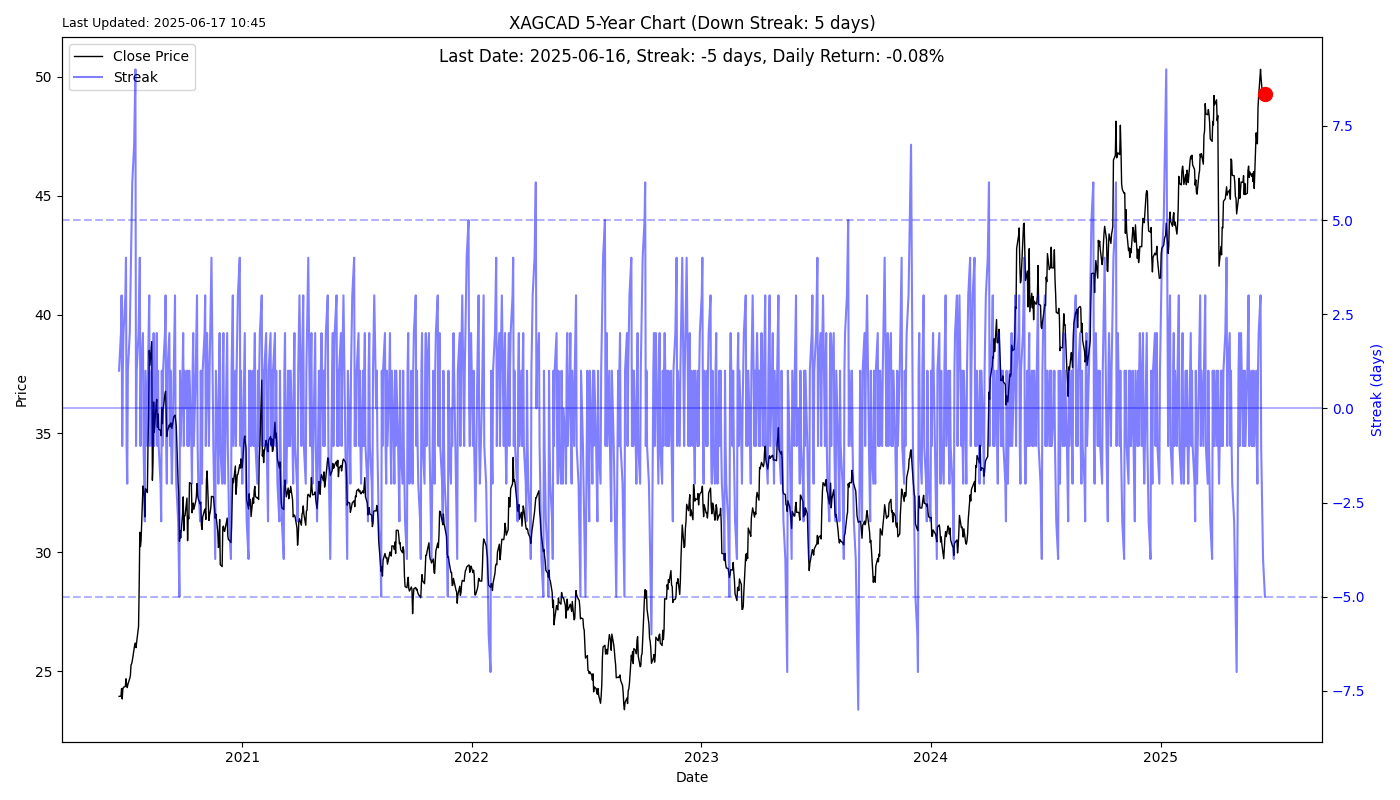 Last Updated: 2025-06-17 10:45
XAGCAD 5-Year Chart (Down Streak: 5 days)
Last Date: 2025-06-16, Streak: -5 days, Daily Return: -0.08%
Close Price
Streak
50
45
40
35
30
25
Price
7.5
5.0
2.5
0.0
−2.5
−5.0
−7.5
Streak (days)
2021
2022
2023
2024
2025
Date